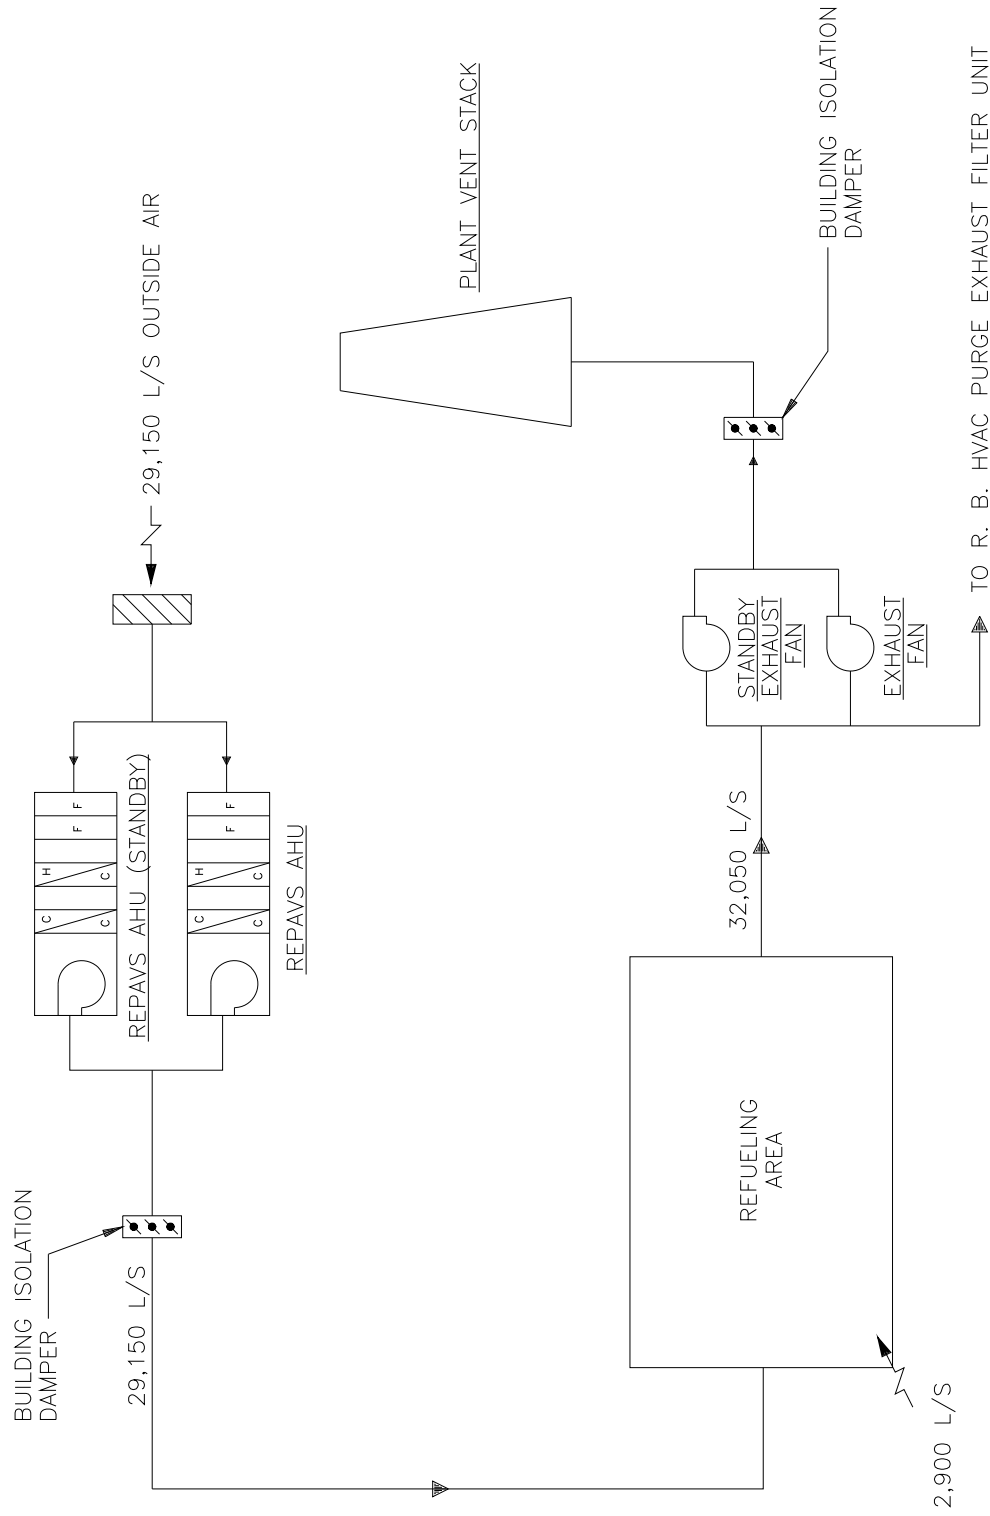 BUILDING ISOLATION
DAMPER
29,150 L/S
REPAVS AHU (STANDBY)
C
C
H
C
F
F
C
C
H
C
F
F
REPAVS AHU
29,150 L/S OUTSIDE AIR
PLANT VENT STACK
2,900 L/S
REFUELING
AREA
32,050 L/S
STANDBY
EXHAUST
FAN
EXHAUST
FAN
BUILDING ISOLATION
DAMPER
TO R. B. HVAC PURGE EXHAUST FILTER UNIT